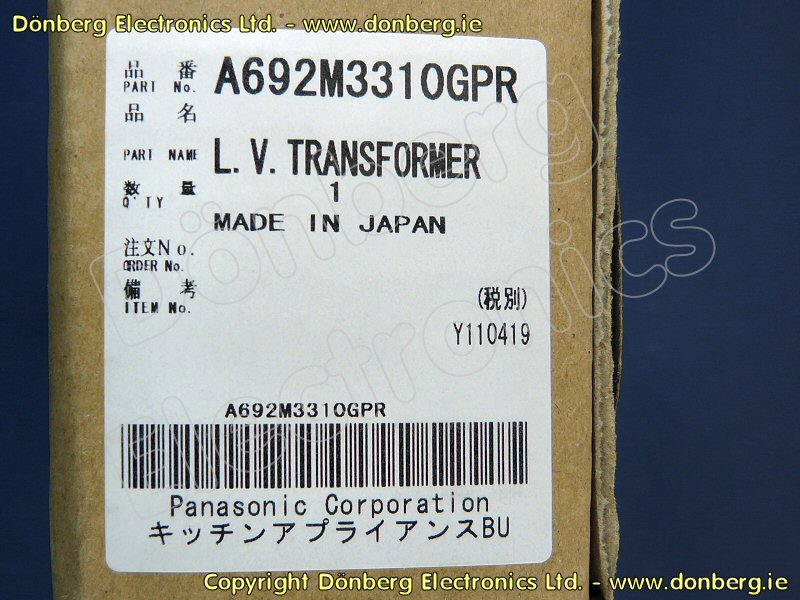 Dönberg Electronics Ltd. - www.donberg.ie
品 番 A692M3310GPR
PART No.
品 名
PART NAME L.V.TRANSFORMER
数 量 1
Q'TY
MADE IN JAPAN
注文No.
ORDER No.
備 考
ITEM No.
(税別)
Y110419
A692M3310GPR
Panasonic Corporation
キッチンアプライアンスBU
Dönberg
Electronics
Copyright Dönberg Electronics Ltd. - www.donberg.ie